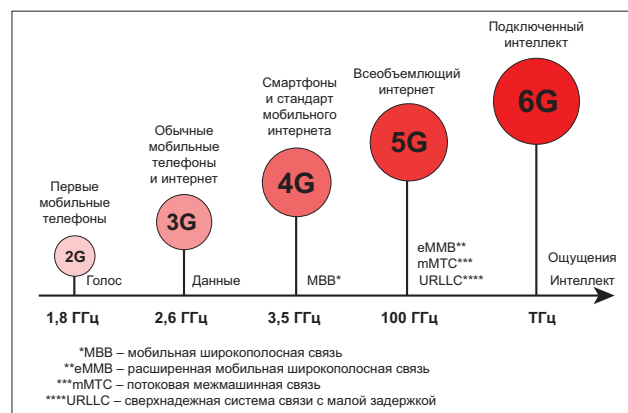 Подключенный
интеллект
6G
Всеобъемлющий
интернет
5G
Смартфоны
и стандарт
мобильного
интернета
4G
Обычные
мобильные
телефоны
и интернет
3G
Первые
мобильные
телефоны
2G
Голос
Данные
MBB*
eMMB**
mMTC***
URLLC****
Ощущения
Интеллект
1,8 ГГц
2,6 ГГц
3,5 ГГц
100 ГГц
ТГц
*MBB – мобильная широкополосная связь
**eMMB – расширенная мобильная широкополосная связь
***mMTC – потоковая межмашинная связь
****URLLC – сверхнадежная система связи с малой задержкой